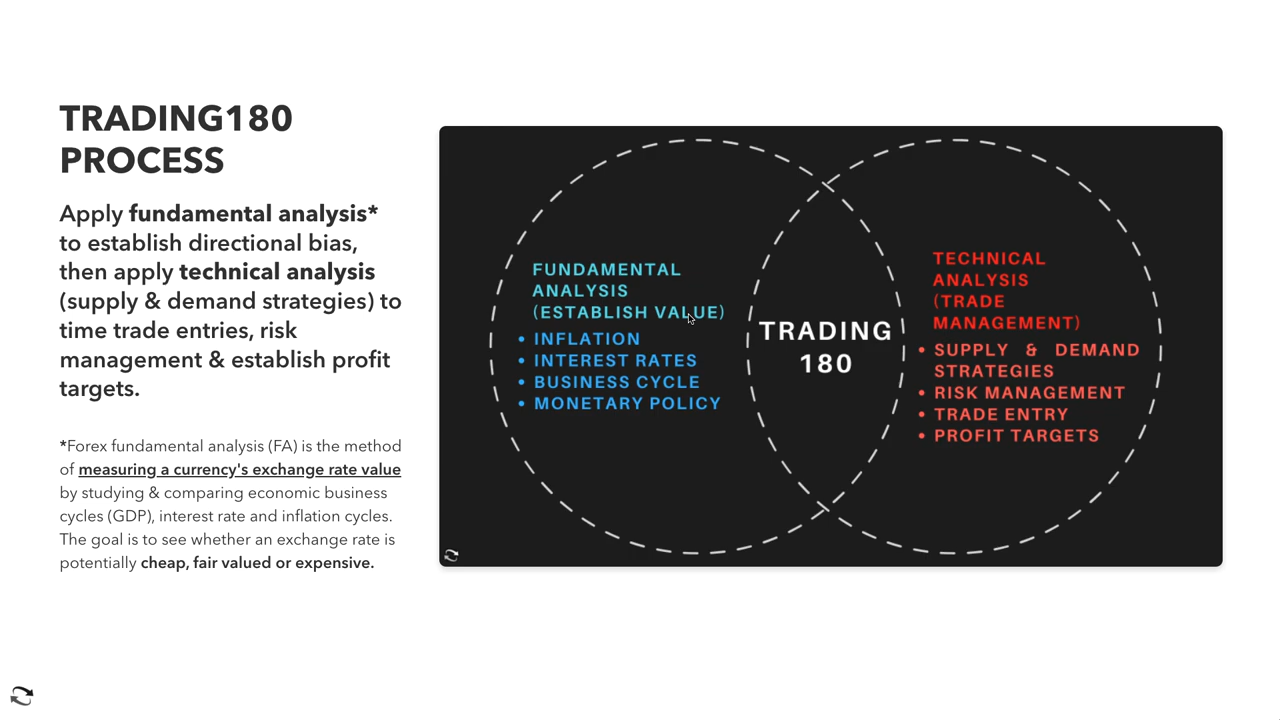 TRADING180
PROCESS
Apply fundamental analysis*
to establish directional bias,
then apply technical analysis
(supply & demand strategies) to
time trade entries, risk
management & establish profit
targets.
*Forex fundamental analysis (FA) is the method
of measuring a currency's exchange rate value
by studying & comparing economic business
cycles (GDP), interest rate and inflation cycles.
The goal is to see whether an exchange rate is
potentially cheap, fair valued or expensive.
FUNDAMENTAL
ANALYSIS
(ESTABLISH VALUE)
• INFLATION
• INTEREST RATES
• BUSINESS CYCLE
• MONETARY POLICY
TRADING
180
TECHNICAL
ANALYSIS
(TRADE
MANAGEMENT)
• SUPPLY & DEMAND
STRATEGIES
• RISK MANAGEMENT
• TRADE ENTRY
• PROFIT TARGETS